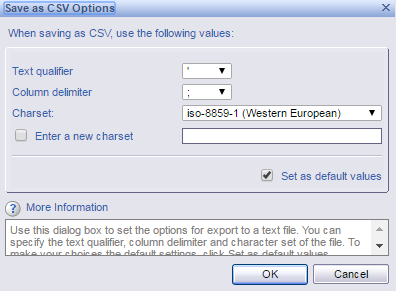 Save as CSV Options
When saving as CSV, use the following values:
Text qualifier '
Column delimiter ;
Charset: iso-8859-1 (Western European)
Enter a new charset
Set as default values
More Information
Use this dialog box to set the options for export to a text file. You can
specify the text qualifier, column delimiter and character set of the file. To
make your choices the default settings, click Set as default values
OK Cancel